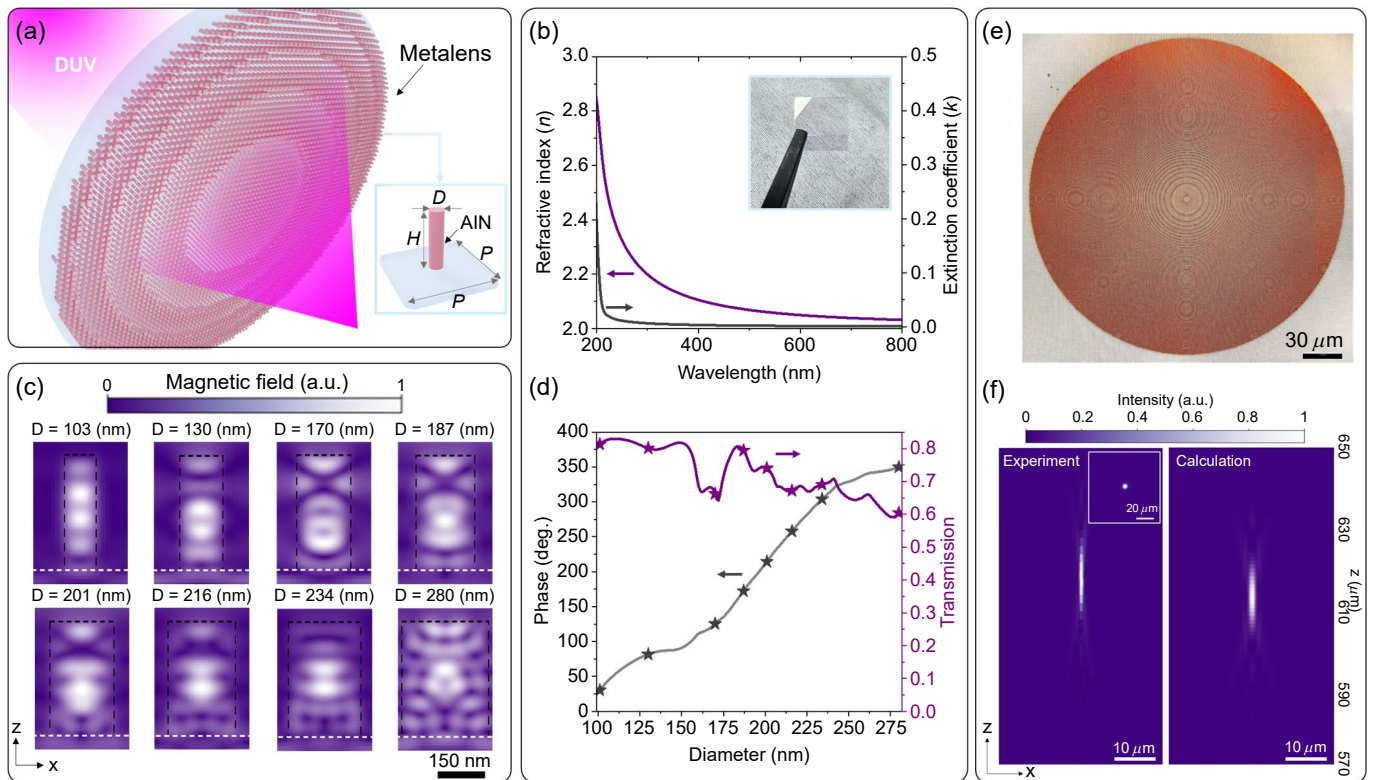 (a)
DUV
Metalens
D
AlN
H
P
P
(b)
3.0
2.8
2.6
2.4
2.2
2.0
Refractive index (n)
0.5
0.4
0.3
0.2
0.1
0.0
Extinction coefficient (k)
200 400 600 800
Wavelength (nm)
(c)
Magnetic field (a.u.)
0 1
D = 103 (nm) D = 130 (nm) D = 170 (nm) D = 187 (nm)
D = 201 (nm) D = 216 (nm) D = 234 (nm) D = 280 (nm)
z
x
150 nm
(d)
400
350
300
250
200
150
100
50
0
Phase (deg.)
0.8
0.7
0.6
0.5
0.4
0.3
0.2
0.1
0.0
Transmission
100 125 150 175 200 225 250 275
Diameter (nm)
(e)
30 μm
(f)
Intensity (a.u.)
0 0.2 0.4 0.6 0.8 1
Experiment
20 μm
Calculation
650
630
610
590
570
z (μm)
z
x
10 μm
10 μm